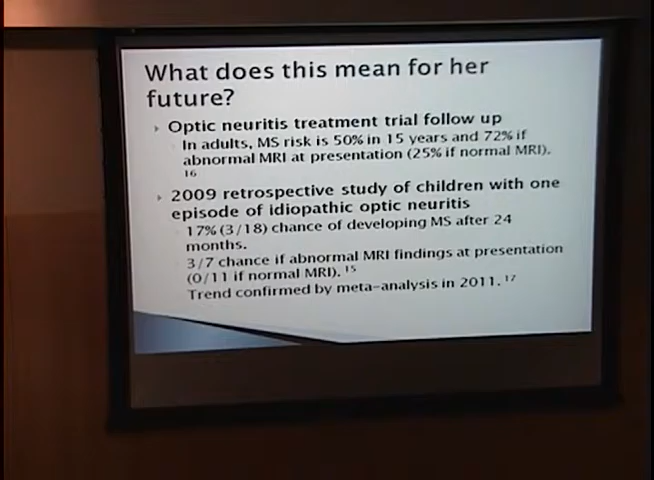 What does this mean for her
future?
Optic neuritis treatment trial follow up
In adults, MS risk is 50% in 15 years and 72% if
abnormal MRI at presentation (25% if normal MRI).
16
2009 retrospective study of children with one
episode of idiopathic optic neuritis
17% (3/18) chance of developing MS after 24
months.
3/7 chance if abnormal MRI findings at presentation
(0/11 if normal MRI). 15
Trend confirmed by meta-analysis in 2011. 17